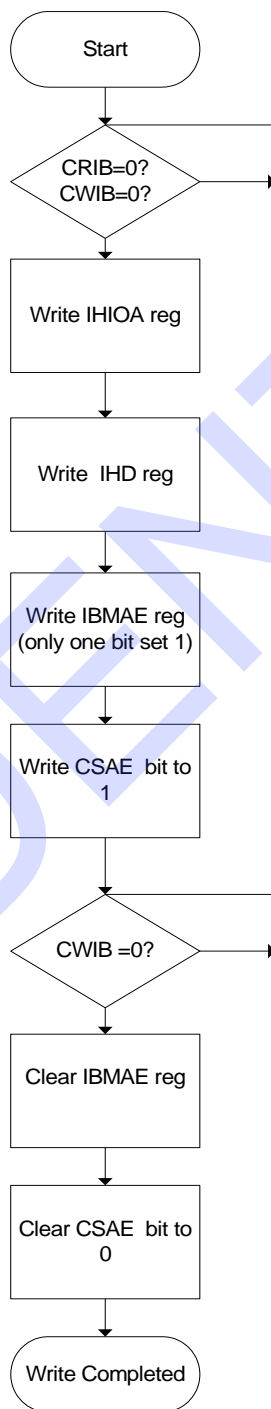 Start
CRIB=0?
CWIB=0?
Write IHIOA reg
Write IHD reg
Write IBMAE reg
(only one bit set 1)
Write CSAE bit to
1
CWIB =0?
Clear IBMAE reg
Clear CSAE bit to
0
Write Completed